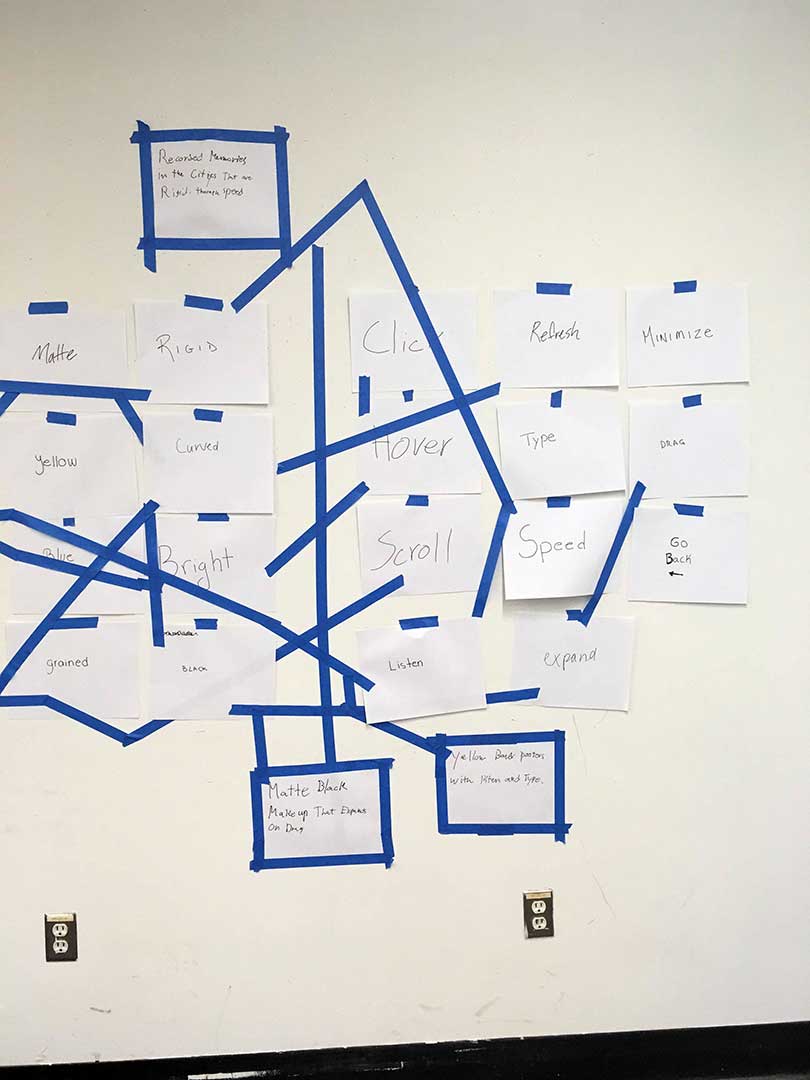 Recorded Memories
in the Cities That are
Rigid through Speed
Matte
RIGID
Click
Refresh
MINIMIZE
Yellow
Curved
Hover
Type
DRAG
Blue
Bright
Scroll
Speed
GO
Back
←
grained
BLACK
Listen
expand
Matte Black
Makeup That Expands
On Drag
Yellow posters
with listen and Type.